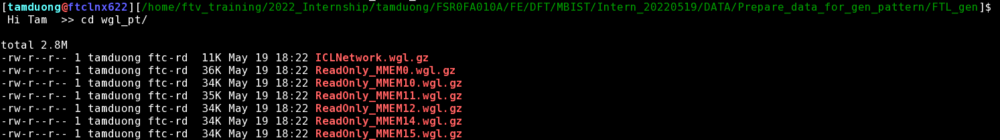 [tamduong@ftclnx622][/home/ftv_training/2022_Internship/tamduong/FSR0FA010A/FE/DFT/MBIST/Intern_20220519/DATA/Prepare_data_for_gen_pattern/FTL_gen]$
Hi Tam  >> cd wgl_pt/
total 2.8M
-rw-r--r-- 1 tamduong ftc-rd  11K May 19 18:22 ICLNetwork.wgl.gz
-rw-r--r-- 1 tamduong ftc-rd  36K May 19 18:22 ReadOnly_MMEM0.wgl.gz
-rw-r--r-- 1 tamduong ftc-rd  34K May 19 18:22 ReadOnly_MMEM10.wgl.gz
-rw-r--r-- 1 tamduong ftc-rd  35K May 19 18:22 ReadOnly_MMEM11.wgl.gz
-rw-r--r-- 1 tamduong ftc-rd  34K May 19 18:22 ReadOnly_MMEM12.wgl.gz
-rw-r--r-- 1 tamduong ftc-rd  34K May 19 18:22 ReadOnly_MMEM14.wgl.gz
-rw-r--r-- 1 tamduong ftc-rd  34K May 19 18:22 ReadOnly_MMEM15.wgl.gz